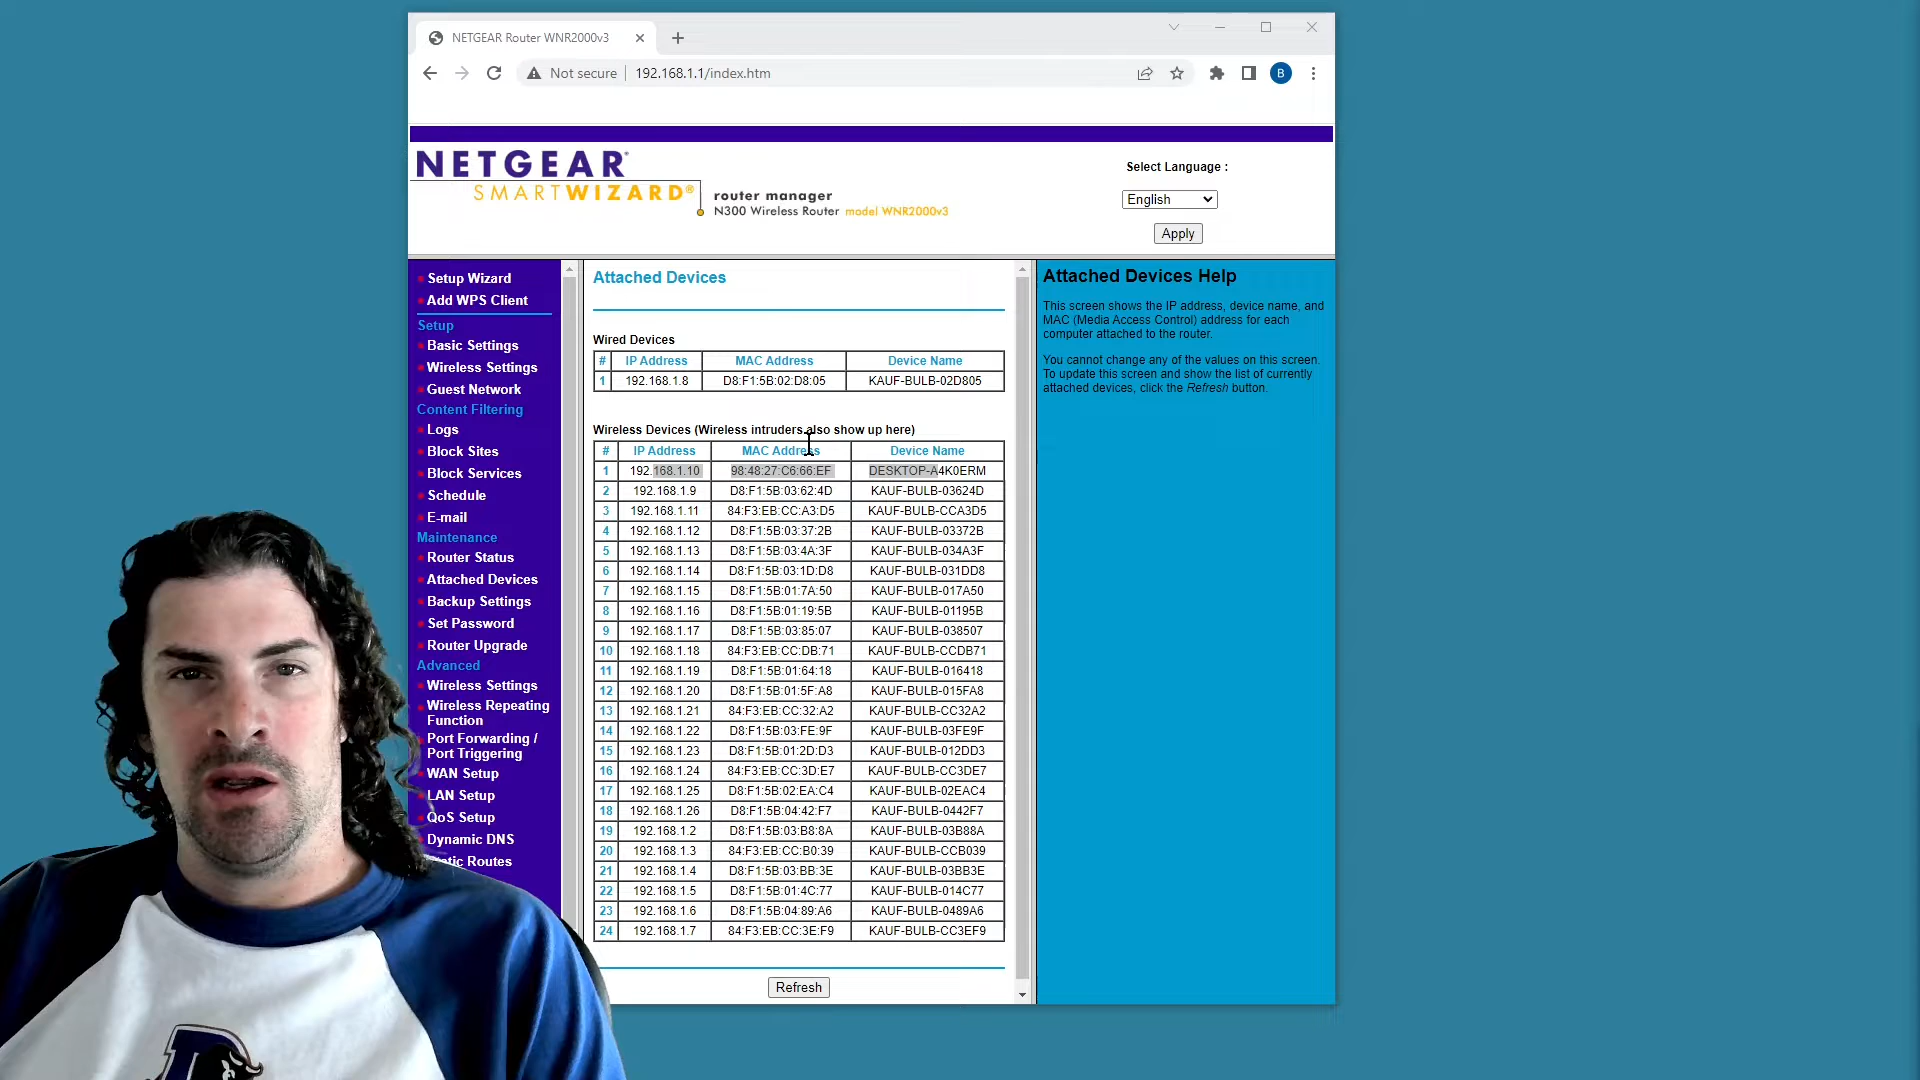 NETGEAR Router WNR2000v3
Not secure
192.168.1.1/index.htm
B
NETGEAR®
SMARTWIZARD®
router manager
N300 Wireless Router model WNR2000v3
Select Language :
English
Apply
Setup Wizard
Add WPS Client
Setup
Basic Settings
Wireless Settings
Guest Network
Content Filtering
Logs
Block Sites
Block Services
Schedule
E-mail
Maintenance
Router Status
Attached Devices
Backup Settings
Set Password
Router Upgrade
Advanced
Wireless Settings
Wireless Repeating
Function
Port Forwarding /
Port Triggering
WAN Setup
LAN Setup
QoS Setup
Dynamic DNS
Routes
Attached Devices
Wired Devices
# IP Address MAC Address Device Name
1 192.168.1.8 D8:F1:5B:02:D8:05 KAUF-BULB-02D805
Wireless Devices (Wireless intruders also show up here)
# IP Address MAC Address Device Name
1 192.168.1.10 98:48:27:C6:66:EF DESKTOP-A4K0ERM
2 192.168.1.9 D8:F1:5B:03:62:4D KAUF-BULB-03624D
3 192.168.1.11 84:F3:EB:CC:A3:D5 KAUF-BULB-CCA3D5
4 192.168.1.12 D8:F1:5B:03:37:2B KAUF-BULB-03372B
5 192.168.1.13 D8:F1:5B:03:4A:3F KAUF-BULB-034A3F
6 192.168.1.14 D8:F1:5B:03:1D:D8 KAUF-BULB-031DD8
7 192.168.1.15 D8:F1:5B:01:7A:50 KAUF-BULB-017A50
8 192.168.1.16 D8:F1:5B:01:19:5B KAUF-BULB-01195B
9 192.168.1.17 D8:F1:5B:03:85:07 KAUF-BULB-038507
10 192.168.1.18 84:F3:EB:CC:DB:71 KAUF-BULB-CCDB71
11 192.168.1.19 D8:F1:5B:01:64:18 KAUF-BULB-016418
12 192.168.1.20 D8:F1:5B:01:5F:A8 KAUF-BULB-015FA8
13 192.168.1.21 84:F3:EB:CC:32:A2 KAUF-BULB-CC32A2
14 192.168.1.22 D8:F1:5B:03:FE:9F KAUF-BULB-03FE9F
15 192.168.1.23 D8:F1:5B:01:2D:D3 KAUF-BULB-012DD3
16 192.168.1.24 84:F3:EB:CC:3D:E7 KAUF-BULB-CC3DE7
17 192.168.1.25 D8:F1:5B:02:EA:C4 KAUF-BULB-02EAC4
18 192.168.1.26 D8:F1:5B:04:42:F7 KAUF-BULB-0442F7
19 192.168.1.2 D8:F1:5B:03:B8:8A KAUF-BULB-03B88A
20 192.168.1.3 84:F3:EB:CC:B0:39 KAUF-BULB-CCB039
21 192.168.1.4 D8:F1:5B:03:BB:3E KAUF-BULB-03BB3E
22 192.168.1.5 D8:F1:5B:01:4C:77 KAUF-BULB-014C77
23 192.168.1.6 D8:F1:5B:04:89:A6 KAUF-BULB-0489A6
24 192.168.1.7 84:F3:EB:CC:3E:F9 KAUF-BULB-CC3EF9
Refresh
Attached Devices Help
This screen shows the IP address, device name, and
MAC (Media Access Control) address for each
computer attached to the router.
You cannot change any of the values on this screen.
To update this screen and show the list of currently
attached devices, click the Refresh button.